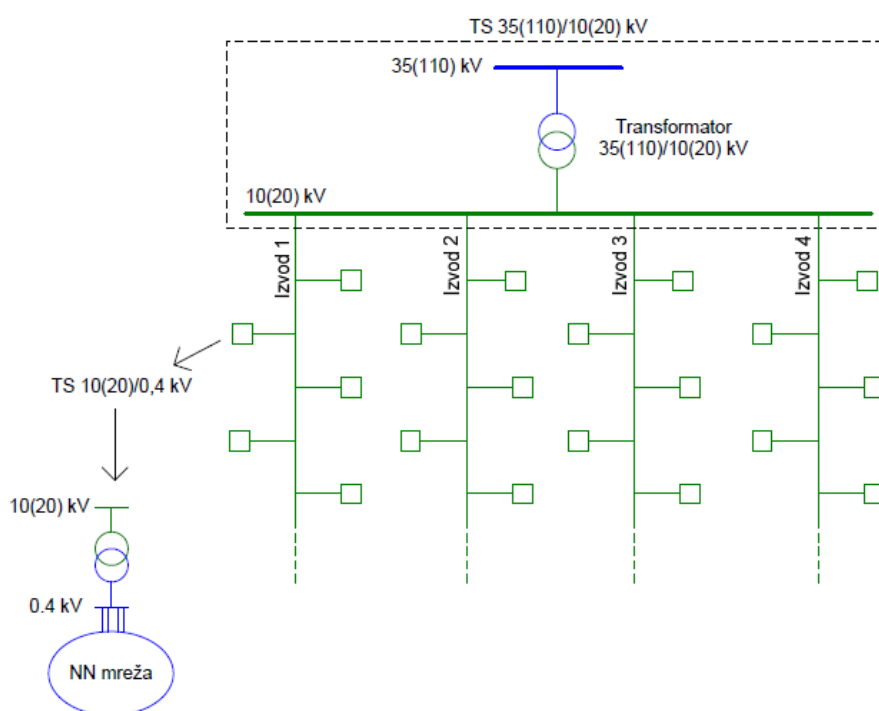 TS 35(110)/10(20) kV
35(110) kV
Transformator
35(110)/10(20) kV
10(20) kV
Izvod 1
Izvod 2
Izvod 3
Izvod 4
TS 10(20)/0,4 kV
10(20) kV
0.4 kV
NN mreža